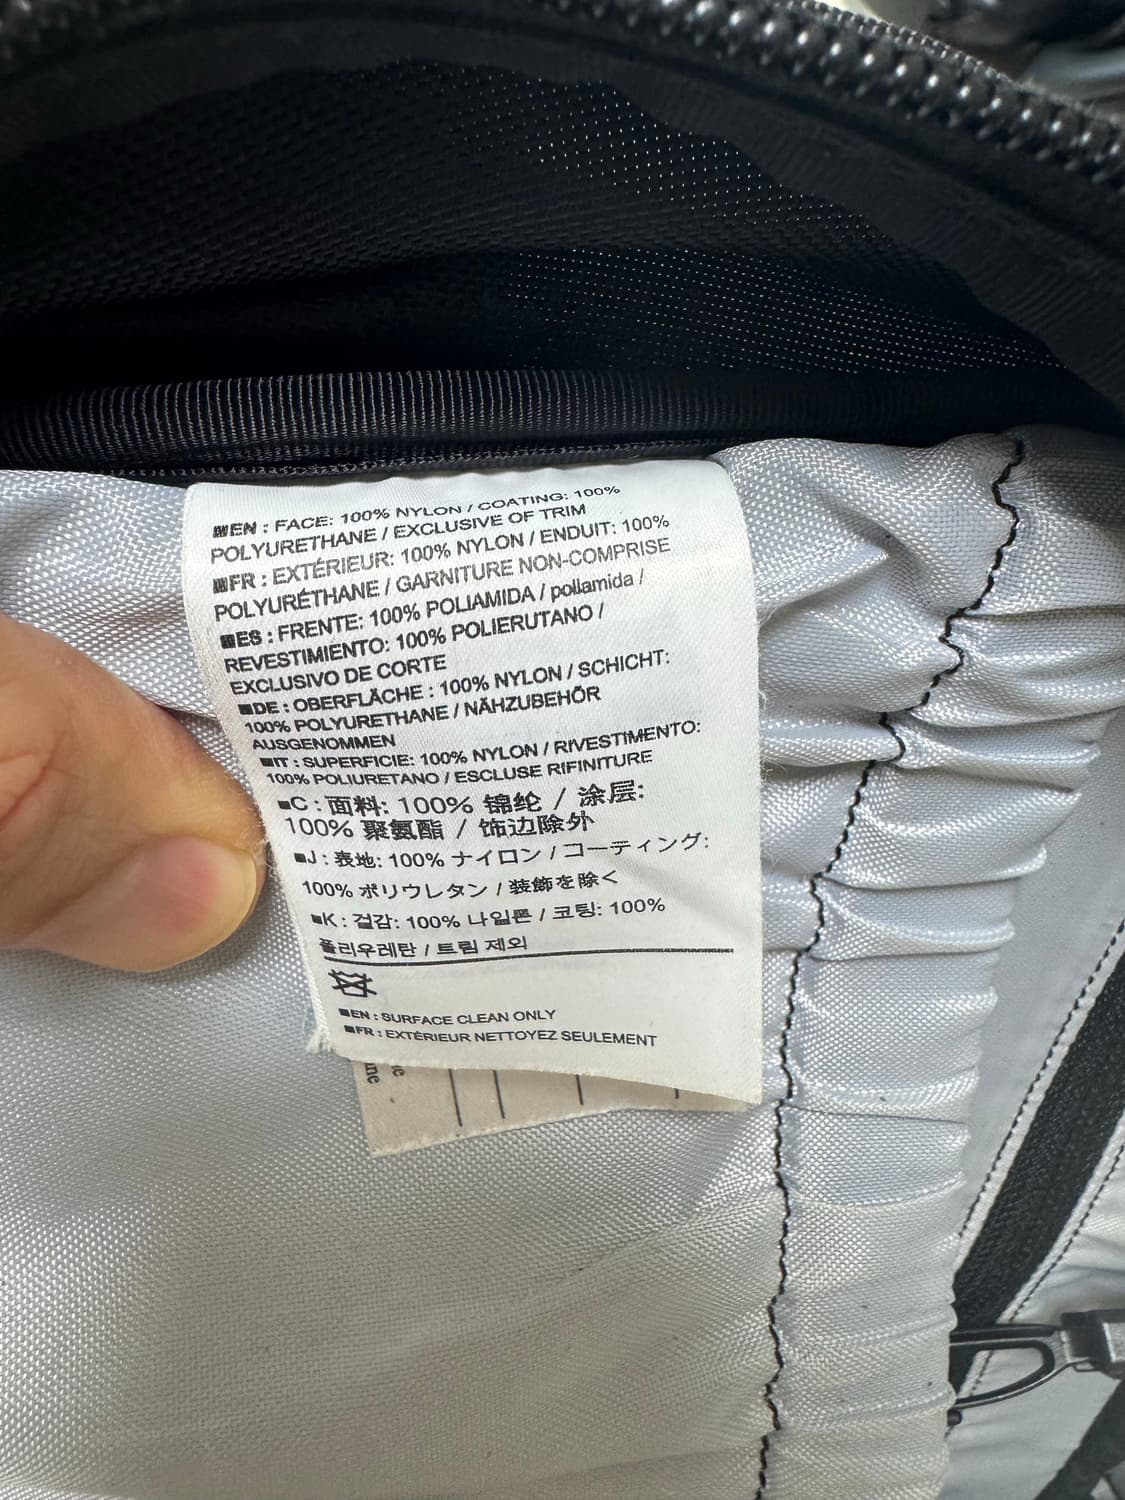 ■EN : FACE: 100% NYLON / COATING: 100%
POLYURETHANE / EXCLUSIVE OF TRIM
■FR : EXTÉRIEUR: 100% NYLON / ENDUIT: 100%
POLYURÉTHANE / GARNITURE NON-COMPRISE
■ES : FRENTE: 100% POLIAMIDA / poliamida /
REVESTIMIENTO: 100% POLIERUTANO /
EXCLUSIVO DE CORTE
■DE : OBERFLÄCHE : 100% NYLON / SCHICHT:
100% POLYURETHANE / NÄHZUBEHÖR
AUSGENOMMEN
■IT : SUPERFICIE: 100% NYLON / RIVESTIMENTO:
100% POLIURETANO / ESCLUSE RIFINITURE
■C : 面料: 100% 锦纶 / 涂层:
100% 聚氨酯 / 饰边除外
■J : 表地: 100% ナイロン / コーティング:
100% ポリウレタン / 装飾を除く
■K : 겉감: 100% 나일론 / 코팅: 100%
폴리우레탄 / 트림 제외
■EN : SURFACE CLEAN ONLY
■FR : EXTÉRIEUR NETTOYEZ SEULEMENT